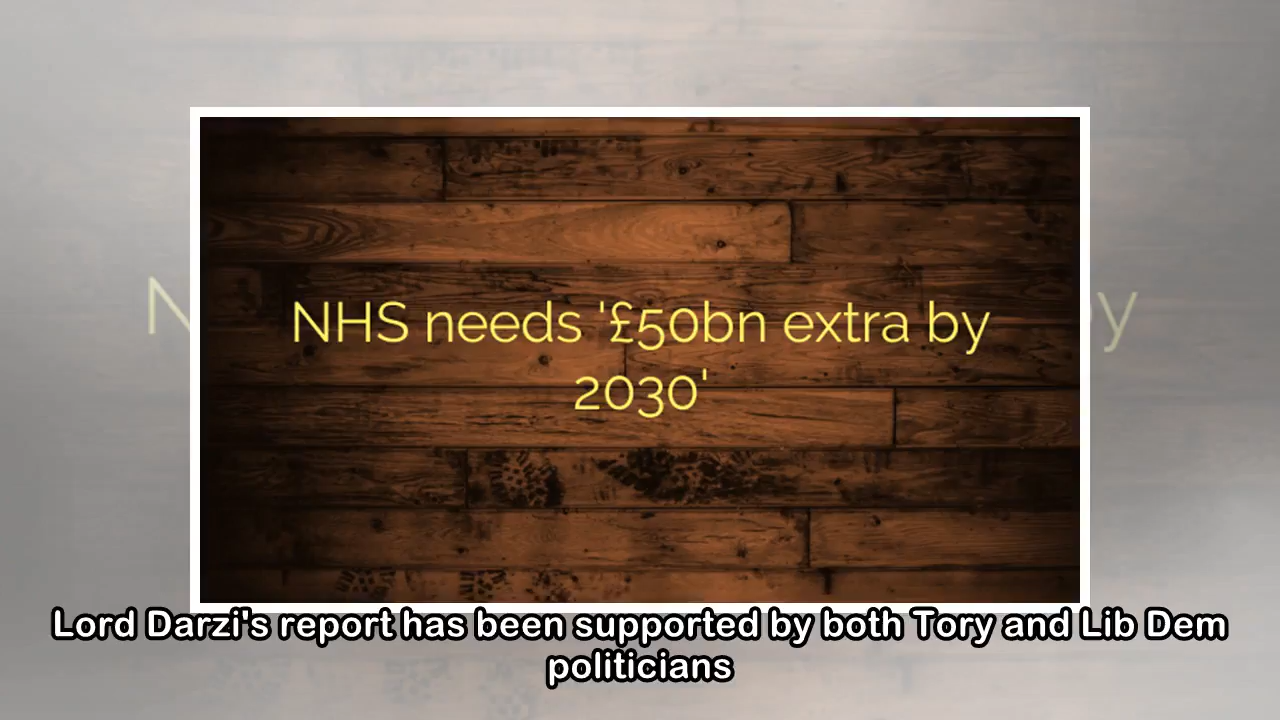 NHS needs '£50bn extra by
2030'
Lord Darzi's report has been supported by both Tory and Lib Dem
politicians